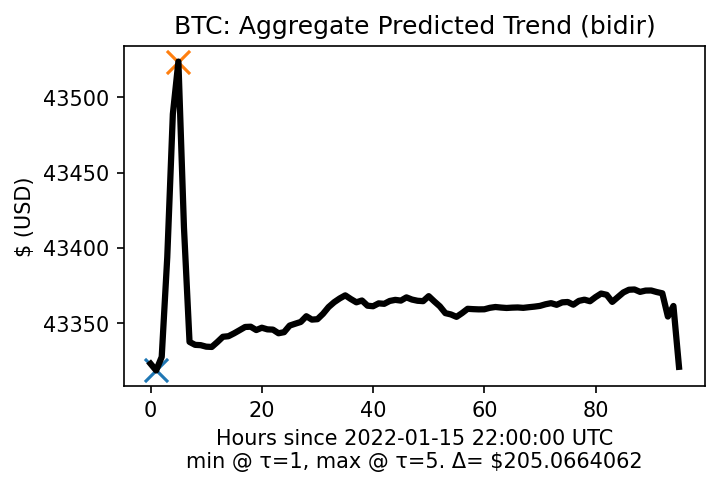 BTC: Aggregate Predicted Trend (bidir)
43500
43450
43400
43350
$ (USD)
0 20 40 60 80
Hours since 2022-01-15 22:00:00 UTC
min @ τ=1, max @ τ=5. Δ= $205.0664062